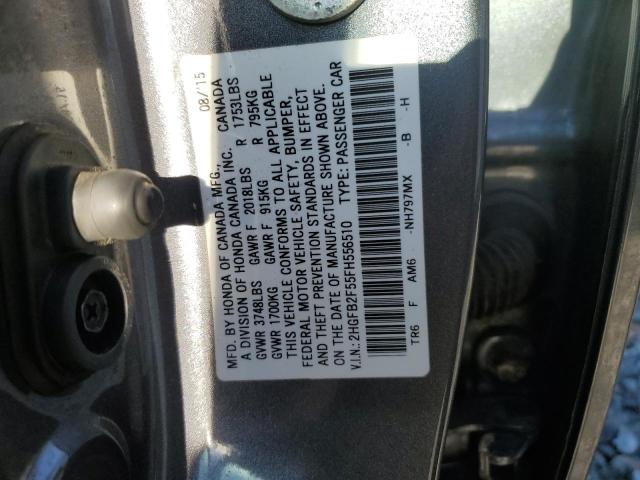 MFD. BY HONDA OF CANADA MFG., 08/15
A DIVISION OF HONDA CANADA INC. CANADA
GVWR 3748LBS GAWR F 2018LBS R 1753LBS
GVWR 1700KG GAWR F 915KG R 795KG
THIS VEHICLE CONFORMS TO ALL APPLICABLE
FEDERAL MOTOR VEHICLE SAFETY, BUMPER,
AND THEFT PREVENTION STANDARDS IN EFFECT
ON THE DATE OF MANUFACTURE SHOWN ABOVE.
V.I.N.: 2HGFB2F55FH556510 TYPE: PASSENGER CAR
TR6 F AM6 -NH797MX -B -H